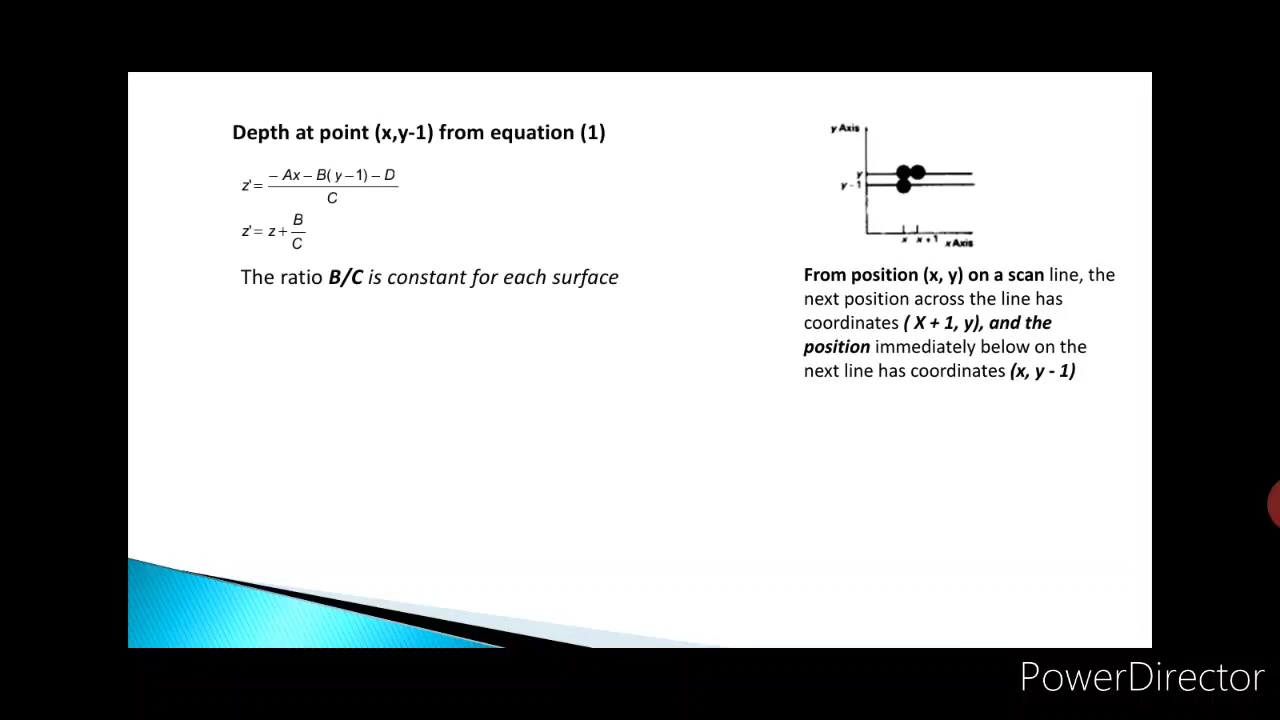 Depth at point (x,y-1) from equation (1)
z'= −Ax − B(y−1) − D
C
z'= z+ B
C
The ratio B/C is constant for each surface
y Axis
y
y - 1
x x + 1 x Axis
From position (x, y) on a scan line, the
next position across the line has
coordinates ( X + 1, y), and the
position immediately below on the
next line has coordinates (x, y - 1)
PowerDirector